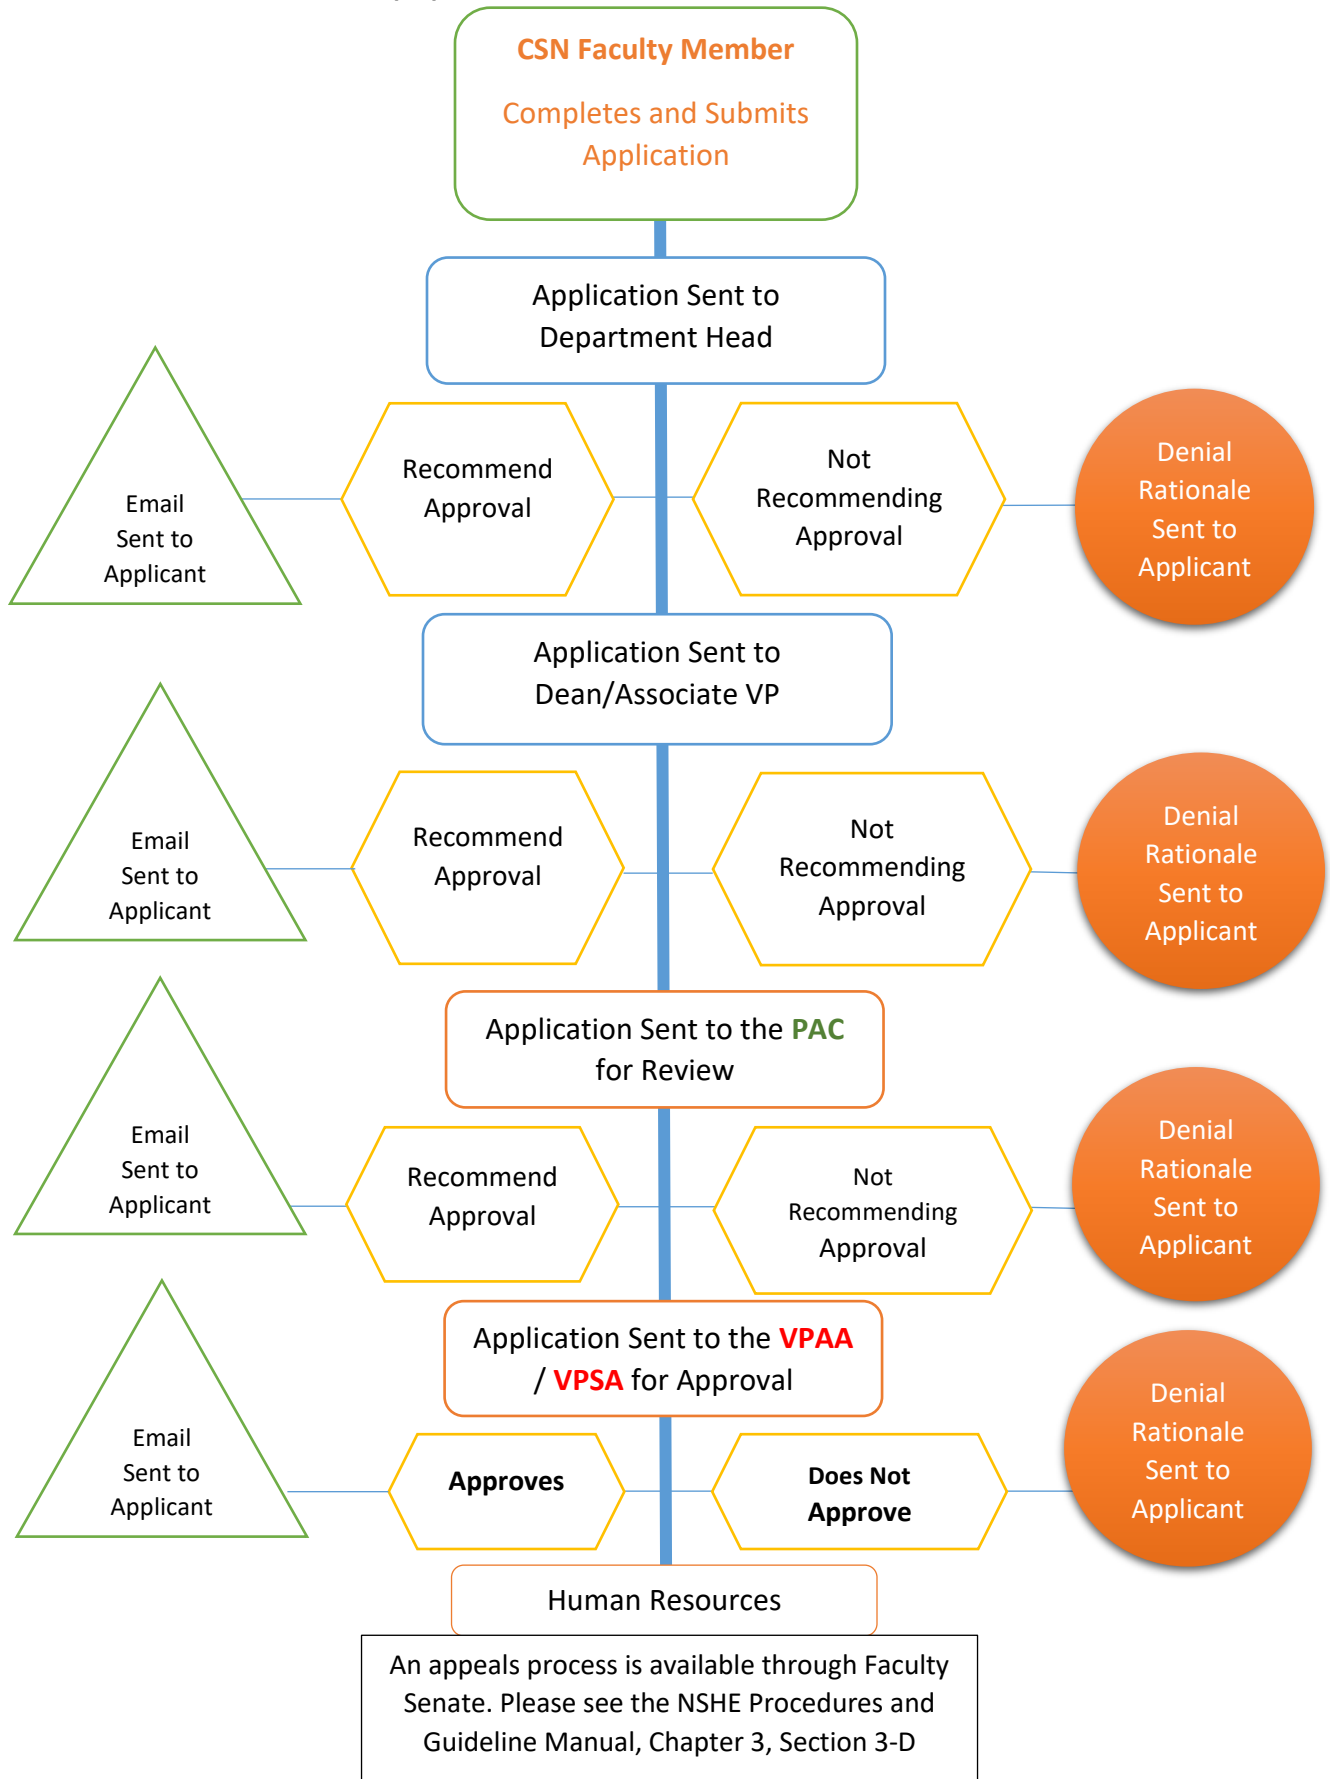 CSN Faculty Member
Completes and Submits
Application
Application Sent to
Department Head
Email
Sent to
Applicant
Recommend
Approval
Not
Recommending
Approval
Denial
Rationale
Sent to
Applicant
Application Sent to
Dean/Associate VP
Email
Sent to
Applicant
Recommend
Approval
Not
Recommending
Approval
Denial
Rationale
Sent to
Applicant
Application Sent to the PAC
for Review
Email
Sent to
Applicant
Recommend
Approval
Not
Recommending
Approval
Denial
Rationale
Sent to
Applicant
Application Sent to the VPAA
/ VPSA for Approval
Email
Sent to
Applicant
Approves
Does Not
Approve
Denial
Rationale
Sent to
Applicant
Human Resources
An appeals process is available through Faculty
Senate. Please see the NSHE Procedures and
Guideline Manual, Chapter 3, Section 3-D